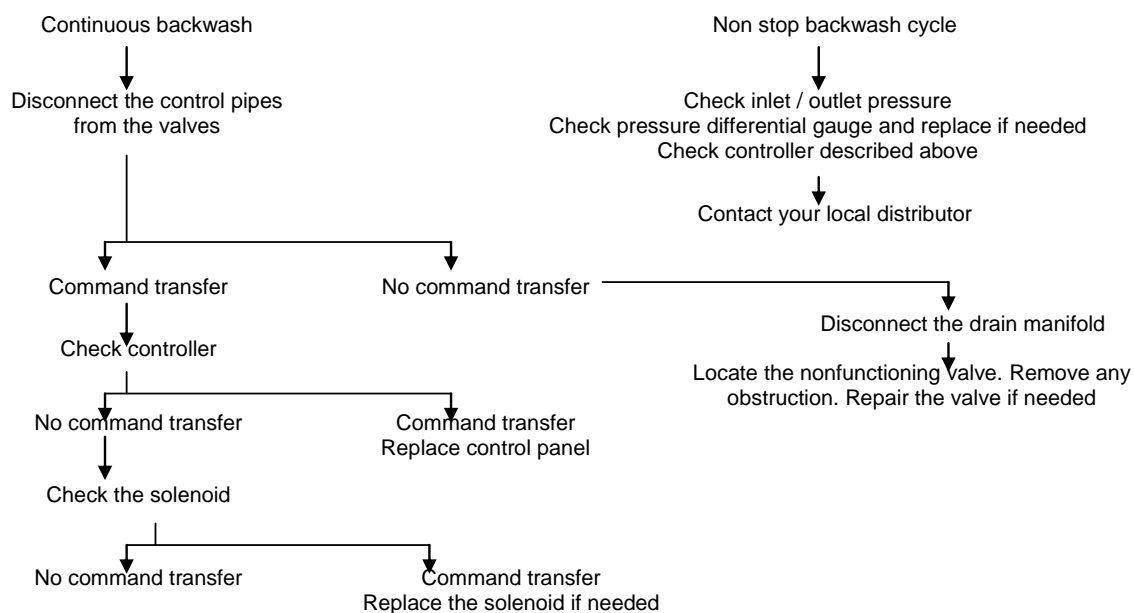 Continuous backwash
Non stop backwash cycle
Disconnect the control pipes
from the valves
Check inlet / outlet pressure
Check pressure differential gauge and replace if needed
Check controller described above
Contact your local distributor
Command transfer
No command transfer
Disconnect the drain manifold
Check controller
Locate the nonfunctioning valve. Remove any
obstruction. Repair the valve if needed
No command transfer
Command transfer
Replace control panel
Check the solenoid
No command transfer
Command transfer
Replace the solenoid if needed